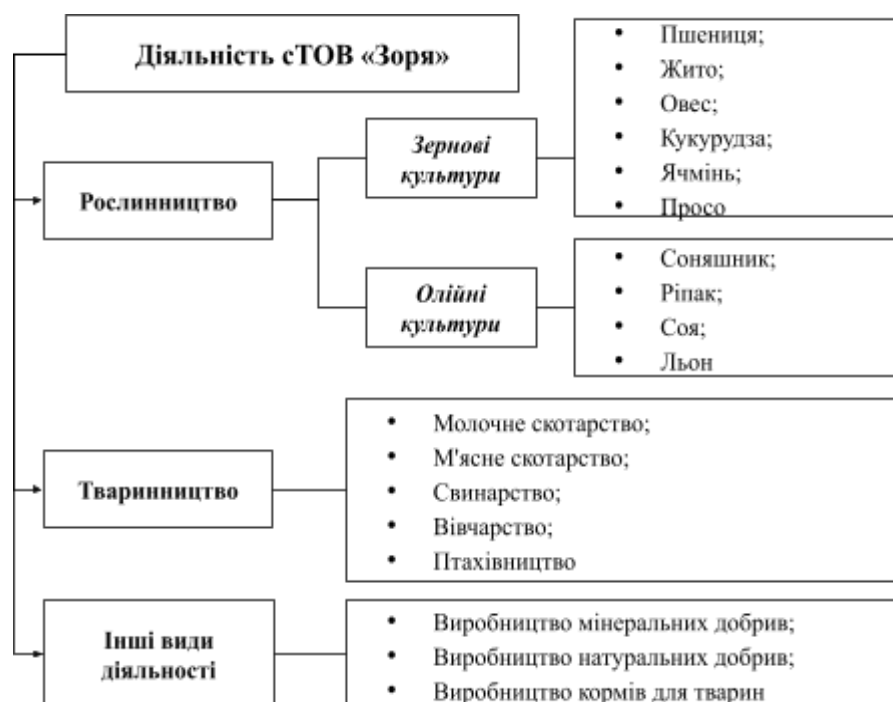 Діяльність сТОВ «Зоря»
Рослинництво
Зернові
культури
• Пшениця;
• Жито;
• Овес;
• Кукурудза;
• Ячмінь;
• Просо
Олійні
культури
• Соняшник;
• Ріпак;
• Соя;
• Льон
Тваринництво
• Молочне скотарство;
• М'ясне скотарство;
• Свинарство;
• Вівчарство;
• Птахівництво
Інші види
діяльності
• Виробництво мінеральних добрив;
• Виробництво натуральних добрив;
• Виробництво кормів для тварин